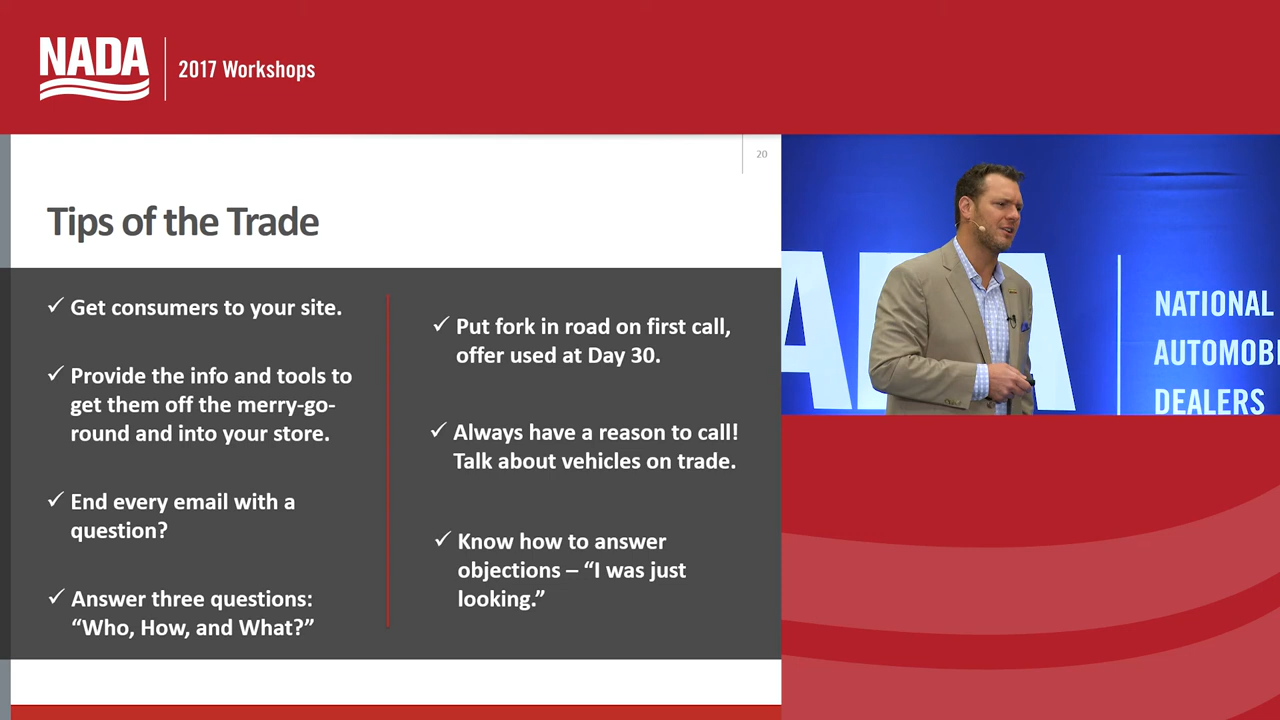 NADA
2017 Workshops
20
Tips of the Trade
✓ Get consumers to your site.
✓ Provide the info and tools to
get them off the merry-go-
round and into your store.
✓ End every email with a
question?
✓ Answer three questions:
“Who, How, and What?”
✓ Put fork in road on first call,
offer used at Day 30.
✓ Always have a reason to call!
Talk about vehicles on trade.
✓ Know how to answer
objections – “I was just
looking.”
NATIONAL
AUTOMOBI
DEALERS